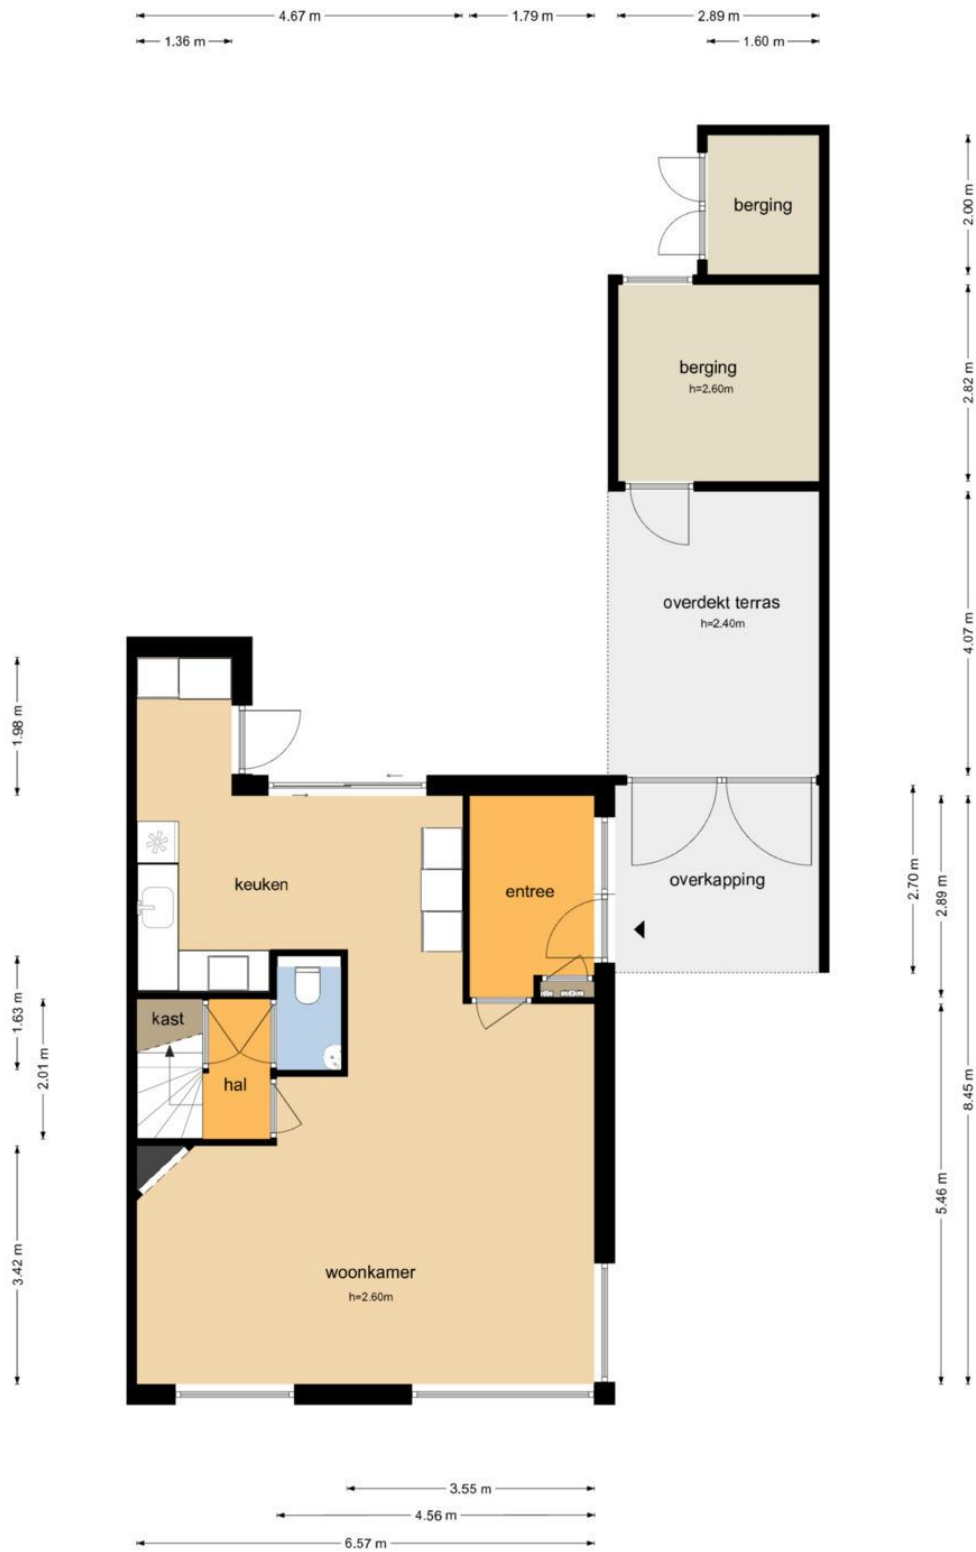 4.67 m
1.79 m
2.89 m
1.36 m
1.60 m
berging
2.00 m
berging
h=2.60m
2.82 m
overdekt terras
h=2.40m
4.07 m
1.98 m
keuken
entree
overkapping
2.70 m
2.89 m
kast
1.63 m
2.01 m
hal
8.45 m
5.46 m
3.42 m
woonkamer
h=2.60m
3.55 m
4.56 m
6.57 m